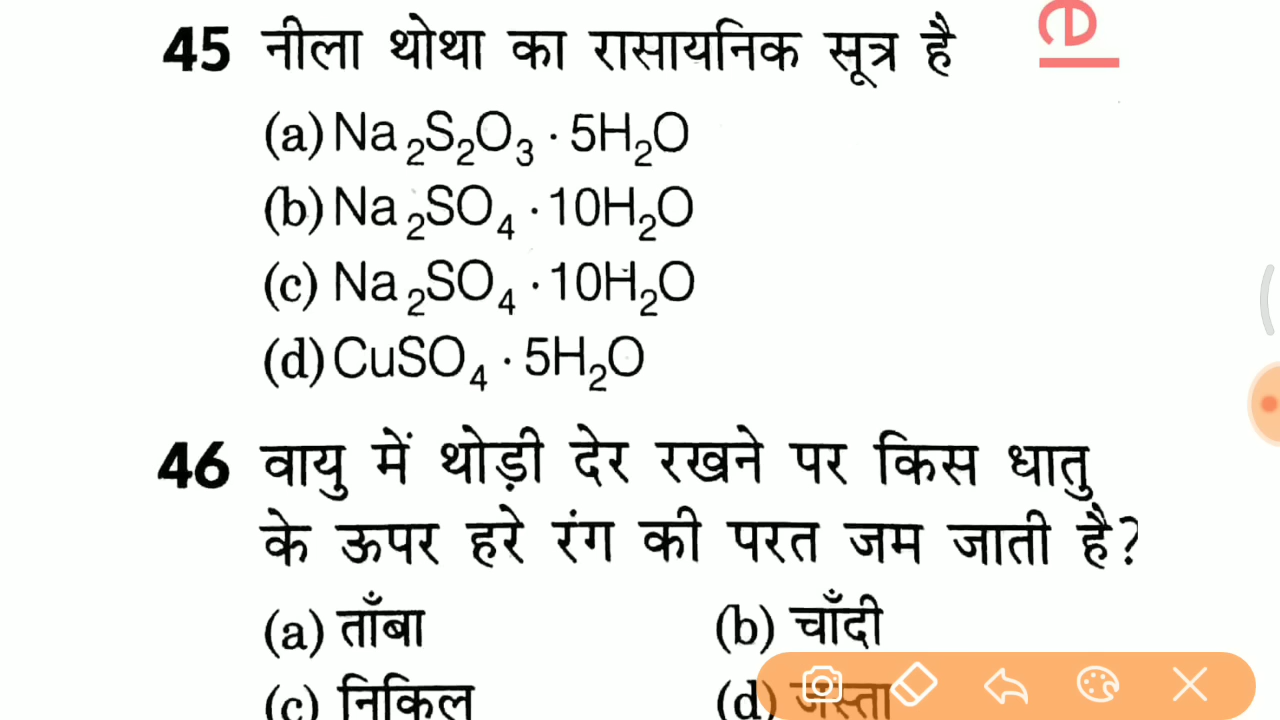 45 नीला थोथा का रासायनिक सूत्र है
(a) Na₂S₂O₃ · 5H₂O
(b) Na₂SO₄ · 10H₂O
(c) Na₂SO₄ · 10H₂O
(d) CuSO₄ · 5H₂O
46 वायु में थोड़ी देर रखने पर किस धातु
के ऊपर हरे रंग की परत जम जाती है?
(a) ताँबा (b) चाँदी
(c) निकिल (d) जस्ता